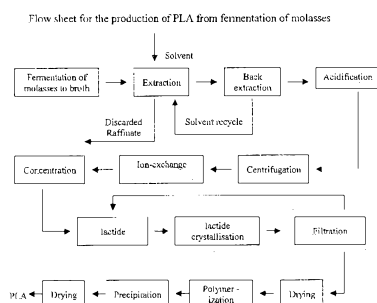 Flow sheet for the production of PLA from fermentation of molasses
Solvent
Fermentation of
molasses to broth
Extraction
Back
extraction
Acidification
Discarded
Raffinate
Solvent recycle
Concentration
Ion-exchange
Centrifugation
lactide
lactide
crystallisation
Filtration
PLA
Drying
Precipitation
Polymer -
ization
Drying